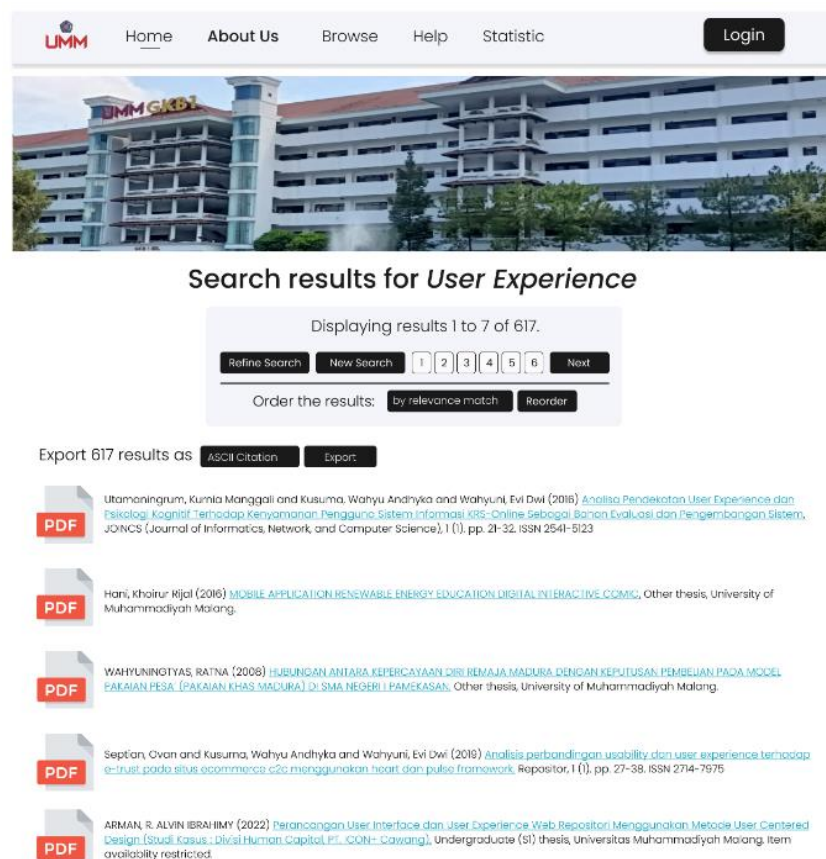 UMM
Home About Us Browse Help Statistic Login
UMM GKB1
Search results for User Experience
Displaying results 1 to 7 of 617.
Refine Search New Search 1 2 3 4 5 6 Next
Order the results: by relevance match Reorder
Export 617 results as ASCII Citation Export
PDF
Utamaningrum, Kurnia Manggali and Kusuma, Wahyu Andhyka and Wahyuni, Evi Dwi (2016) Analisa Pendekatan User Experience dan
Psikologi Kognitif Terhadap Kenyamanan Pengguna Sistem Informasi KRS-Online Sebagai Bahan Evaluasi dan Pengembangan Sistem.
JOINCS (Journal of Informatics, Network, and Computer Science), 1 (1). pp. 21-32. ISSN 2541-5123
PDF
Hani, Khoirur Rijal (2016) MOBILE APPLICATION RENEWABLE ENERGY EDUCATION DIGITAL INTERACTIVE COMIC. Other thesis, University of
Muhammadiyah Malang.
PDF
WAHYUNINGTYAS, RATNA (2008) HUBUNGAN ANTARA KEPERCAYAAN DIRI REMAJA MADURA DENGAN KEPUTUSAN PEMBELIAN PADA MODEL
PAKAIAN PESA' (PAKAIAN KHAS MADURA) DI SMA NEGERI 1 PAMEKASAN. Other thesis, University of Muhammadiyah Malang.
PDF
Septian, Ovan and Kusuma, Wahyu Andhyka and Wahyuni, Evi Dwi (2019) Analisis perbandingan usability dan user experience terhadap
e-trust pada situs ecommerce c2c menggunakan heart dan pulse framework. Repositor, 1 (1). pp. 27-38. ISSN 2714-7975
PDF
ARMAN, R. ALVIN IBRAHIMY (2022) Perancangan User Interface dan User Experience Web Repositori Menggunakan Metode User Centered
Design (Studi Kasus : Divisi Human Capital, PT. ICON+ Cawang). Undergraduate (S1) thesis, Universitas Muhammadiyah Malang. Item
availablity restricted.